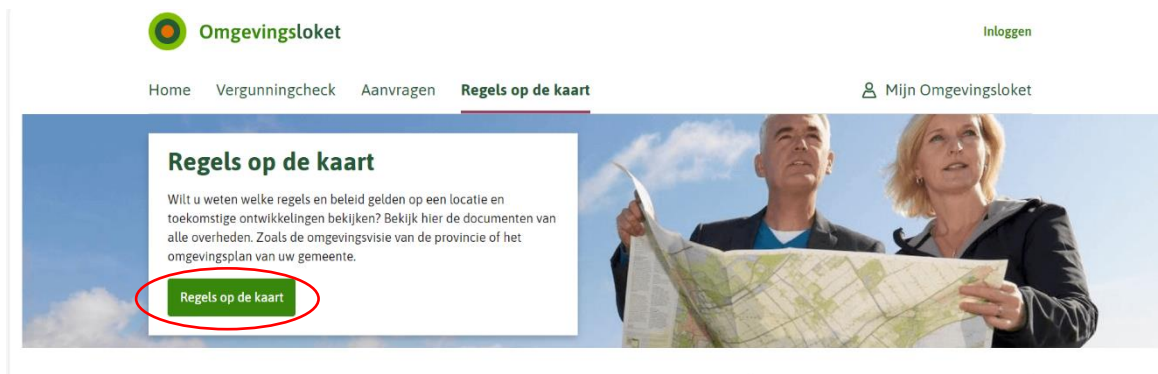 Omgevingsloket
Inloggen
Home Vergunningcheck Aanvragen Regels op de kaart
Mijn Omgevingsloket
Regels op de kaart
Wilt u weten welke regels en beleid gelden op een locatie en
toekomstige ontwikkelingen bekijken? Bekijk hier de documenten van
alle overheden. Zoals de omgevingsvisie van de provincie of het
omgevingsplan van uw gemeente.
Regels op de kaart